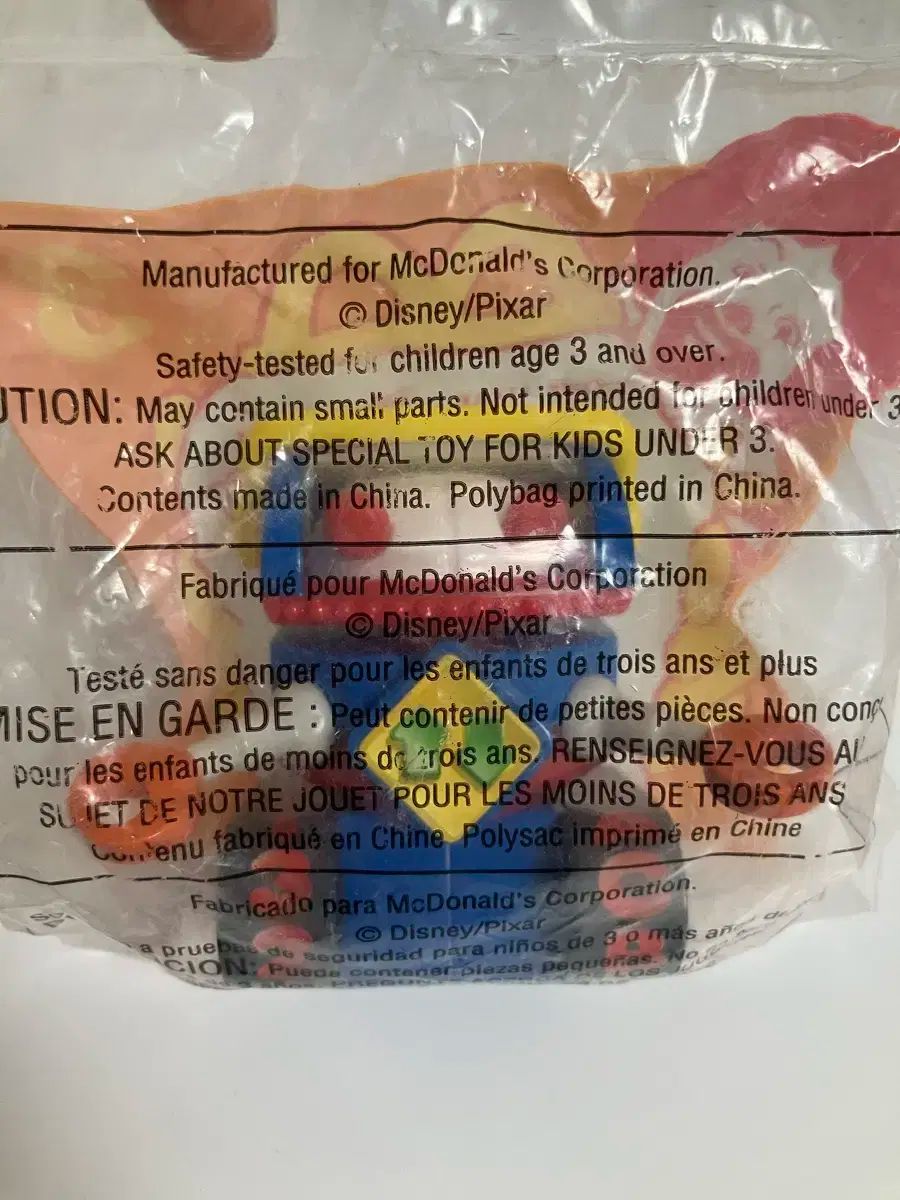 Manufactured for McDonald's Corporation.
© Disney/Pixar
Safety-tested for children age 3 and over.
UTION: May contain small parts. Not intended for children under 3
ASK ABOUT SPECIAL TOY FOR KIDS UNDER 3.
Contents made in China. Polybag printed in China.
Fabriqué pour McDonald's Corporation
© Disney/Pixar
Testé sans danger pour les enfants de trois ans et plus
MISE EN GARDE : Peut contenir de petites pièces. Non conç
pour les enfants de moins de trois ans. RENSEIGNEZ-VOUS AU
SUJET DE NOTRE JOUET POUR LES MOINS DE TROIS ANS
Contenu fabriqué en Chine Polysac imprimé en Chine
Fabricado para McDonald's Corporation.
© Disney/Pixar
a pruebas de seguridad para niños de 3 o más años de
CION: Puede contener piezas pequeñas. No